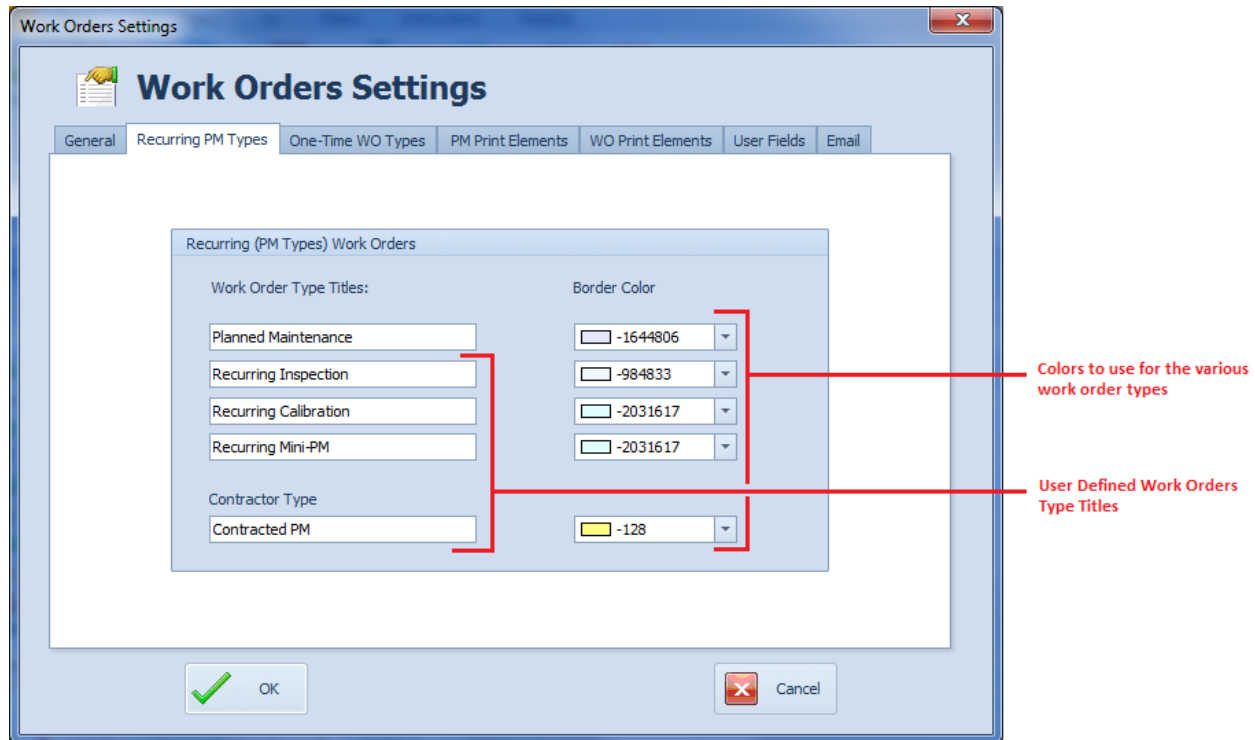 Work Orders Settings
Work Orders Settings
General Recurring PM Types One-Time WO Types PM Print Elements WO Print Elements User Fields Email
Recurring (PM Types) Work Orders
Work Order Type Titles: Border Color
Planned Maintenance -1644806
Recurring Inspection -984833
Recurring Calibration -2031617
Recurring Mini-PM -2031617
Contractor Type
Contracted PM -128
OK Cancel
Colors to use for the various
work order types
User Defined Work Orders
Type Titles